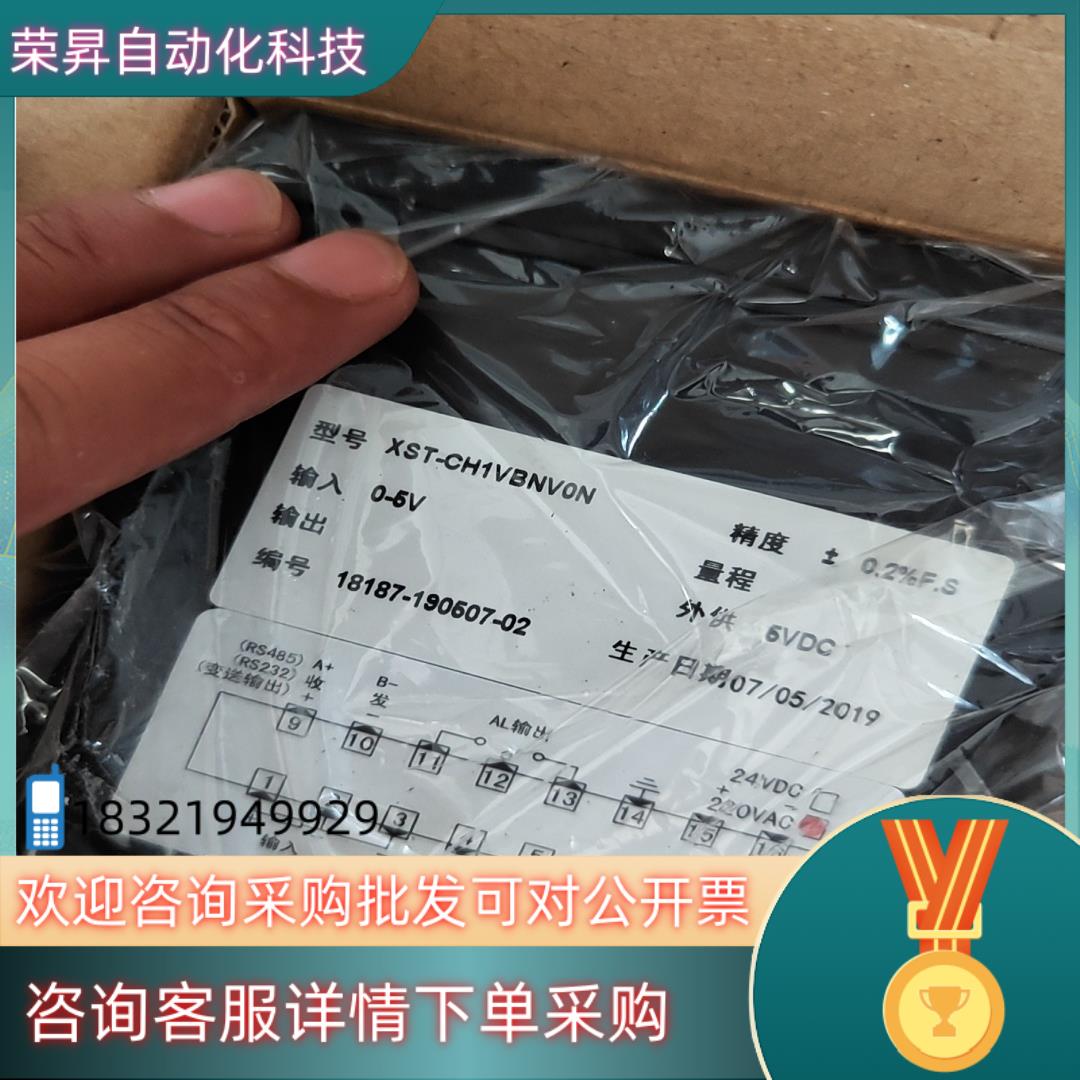 荣昇自动化科技
型号 XST-CH1VBNV0N
输入 0-5V
输出
编号 18187-190507-02
精度 ± 0.2%F.S
量程
外供 5VDC
生产日期07/05/2019
(RS485) A+ B-
(RS232) 收 发
(变送输出) + -
AL输出
24VDC
+ -
220VAC
9 10 11 12 13 14 15 16
1 3 4 5
输入
18321949929
欢迎咨询采购批发可对公开票
咨询客服详情下单采购